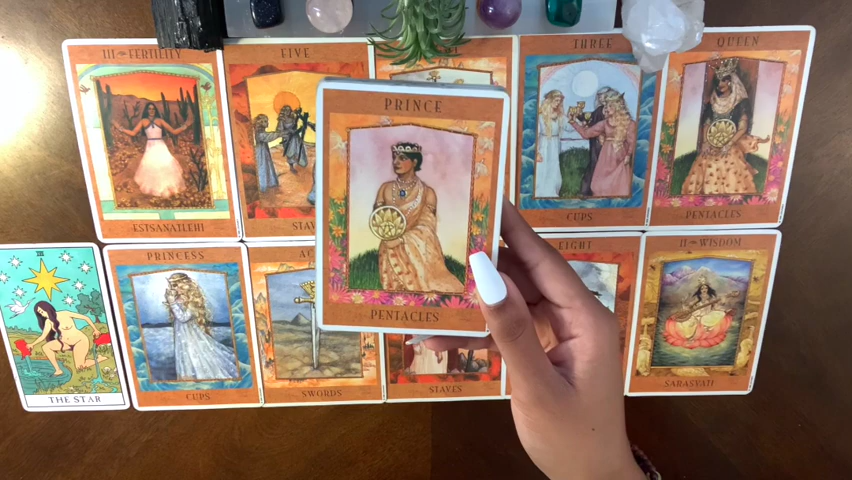 III FERTILITY
FIVE
THREE
QUEEN
PRINCE
ESTSANATLEHI
CUPS
PENTACLES
PENTACLES
PRINCESS
EIGHT
II WISDOM
THE STAR
CUPS
SWORDS
STAVES
SARASVATI